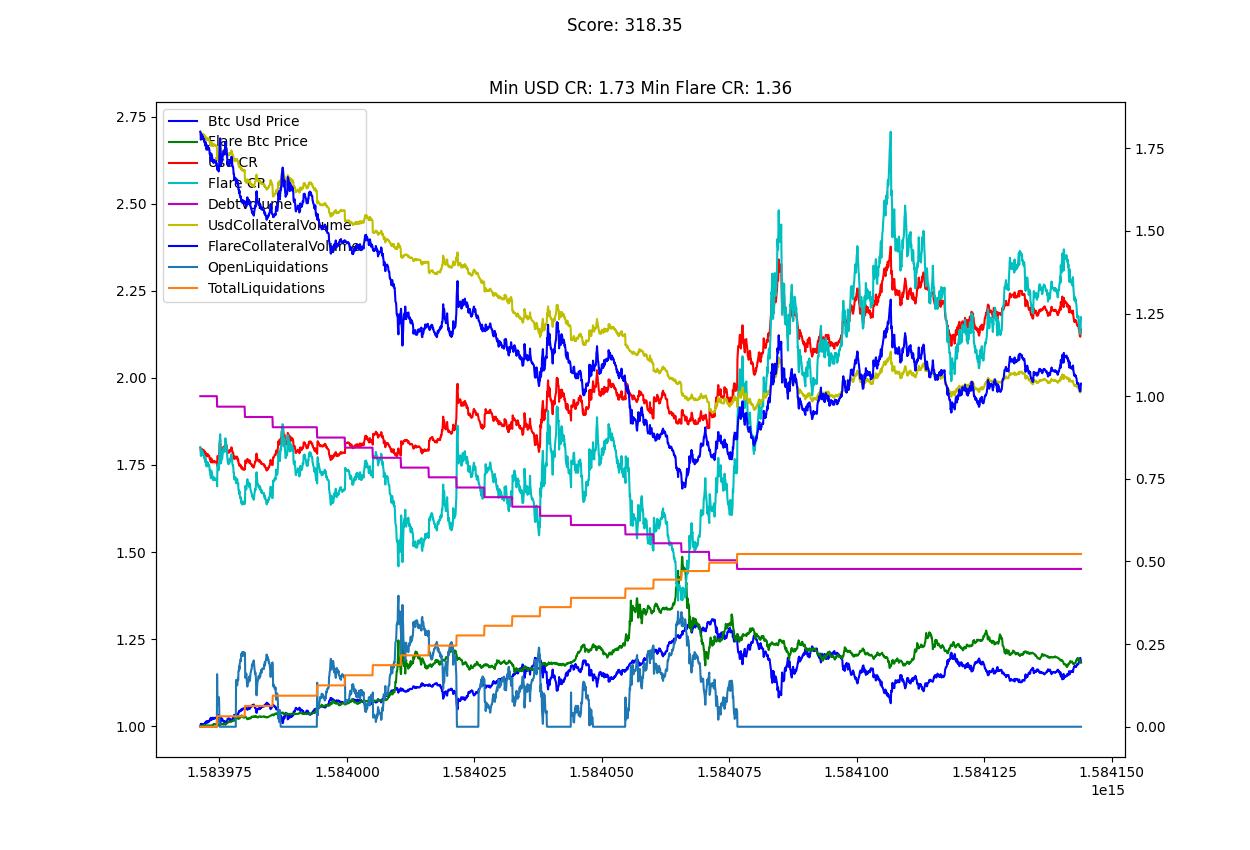 Score: 318.35
Min USD CR: 1.73 Min Flare CR: 1.36
Btc Usd Price
Flare Btc Price
Usd CR
Flare CR
DebtVolume
UsdCollateralVolume
FlareCollateralVolume
OpenLiquidations
TotalLiquidations
2.75
2.50
2.25
2.00
1.75
1.50
1.25
1.00
1.75
1.50
1.25
1.00
0.75
0.50
0.25
0.00
1.583975
1.584000
1.584025
1.584050
1.584075
1.584100
1.584125
1.584150
1e15